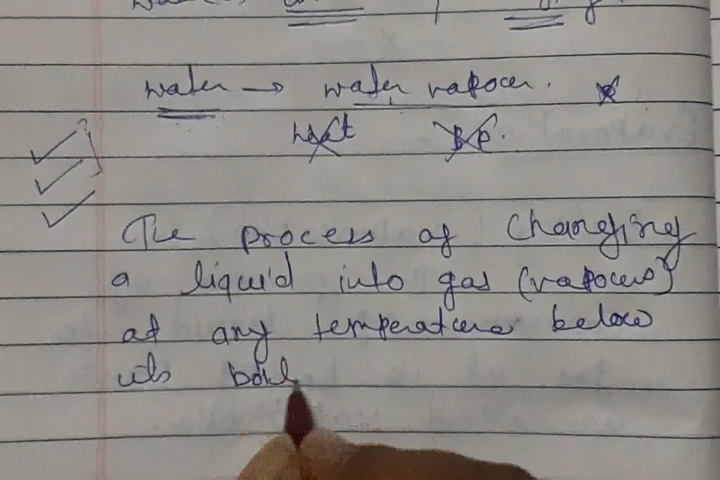 water → water vapour.
heat B.P.
The process of changing
a liquid into gas (vapours)
at any temperature below
its boil